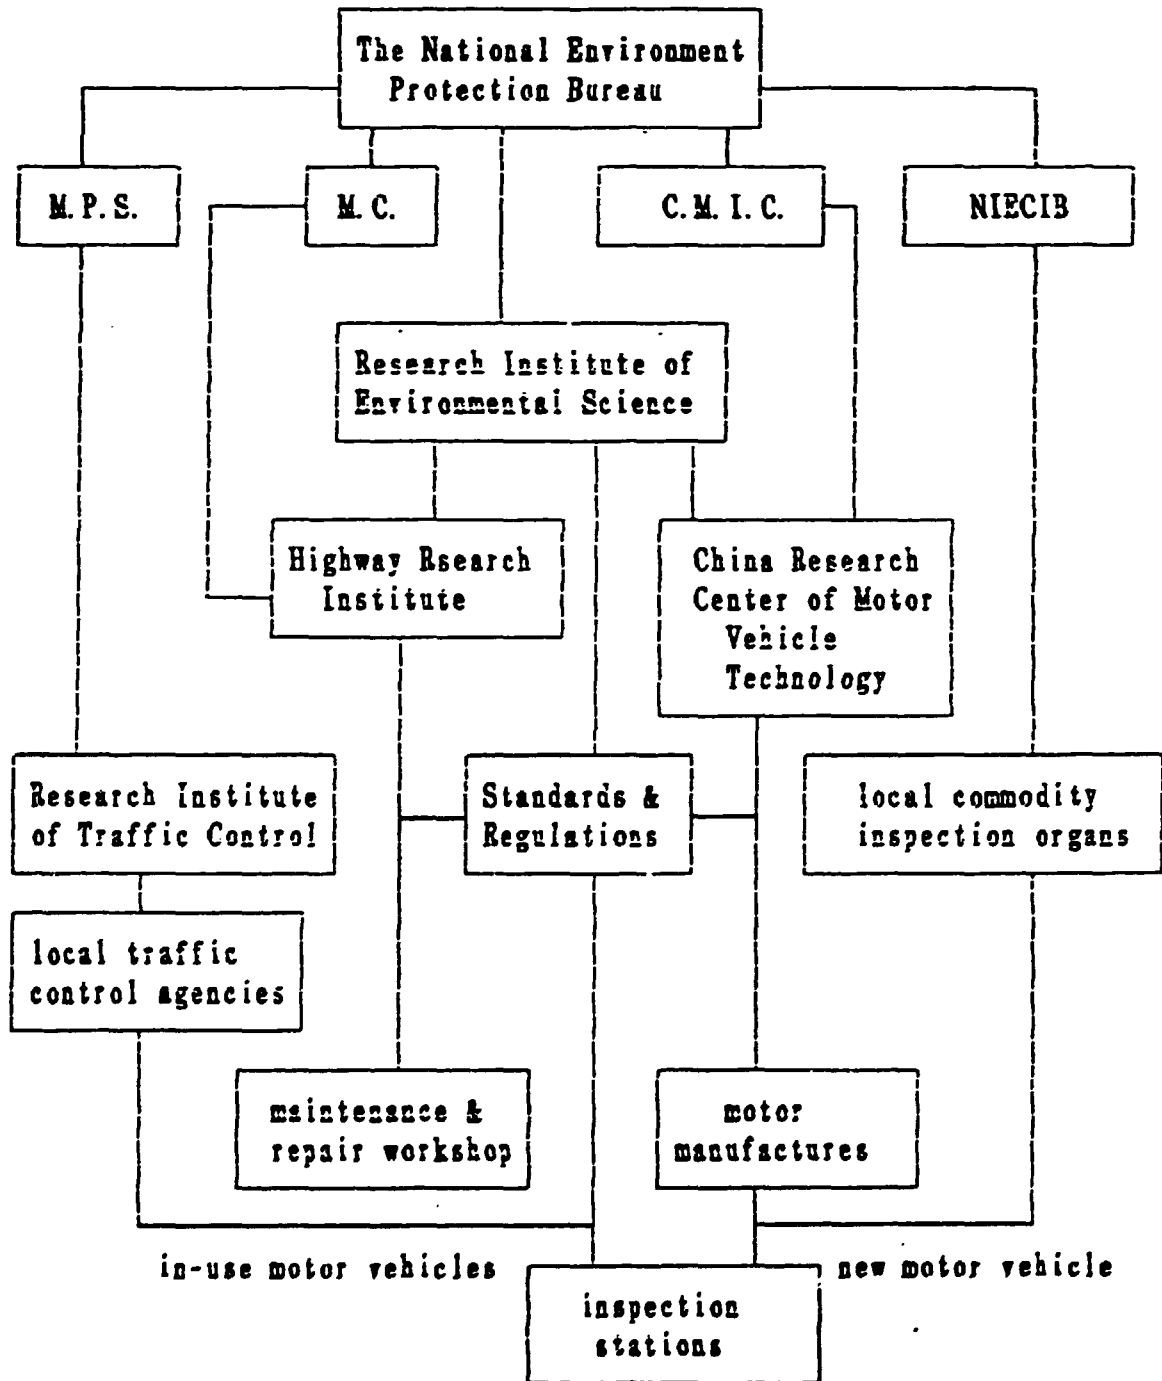 The National Environment
Protection Bureau
M.P.S.
M.C.
C.M.I.C.
NIECIB
Research Institute of
Environmental Science
Highway Rsearch
Institute
China Research
Center of Motor
Vehicle
Technology
Research Institute
of Traffic Control
Standards &
Regulations
local commodity
inspection organs
local traffic
control agencies
maintenance &
repair workshop
motor
manufactures
in-use motor vehicles
new motor vehicle
inspection
stations